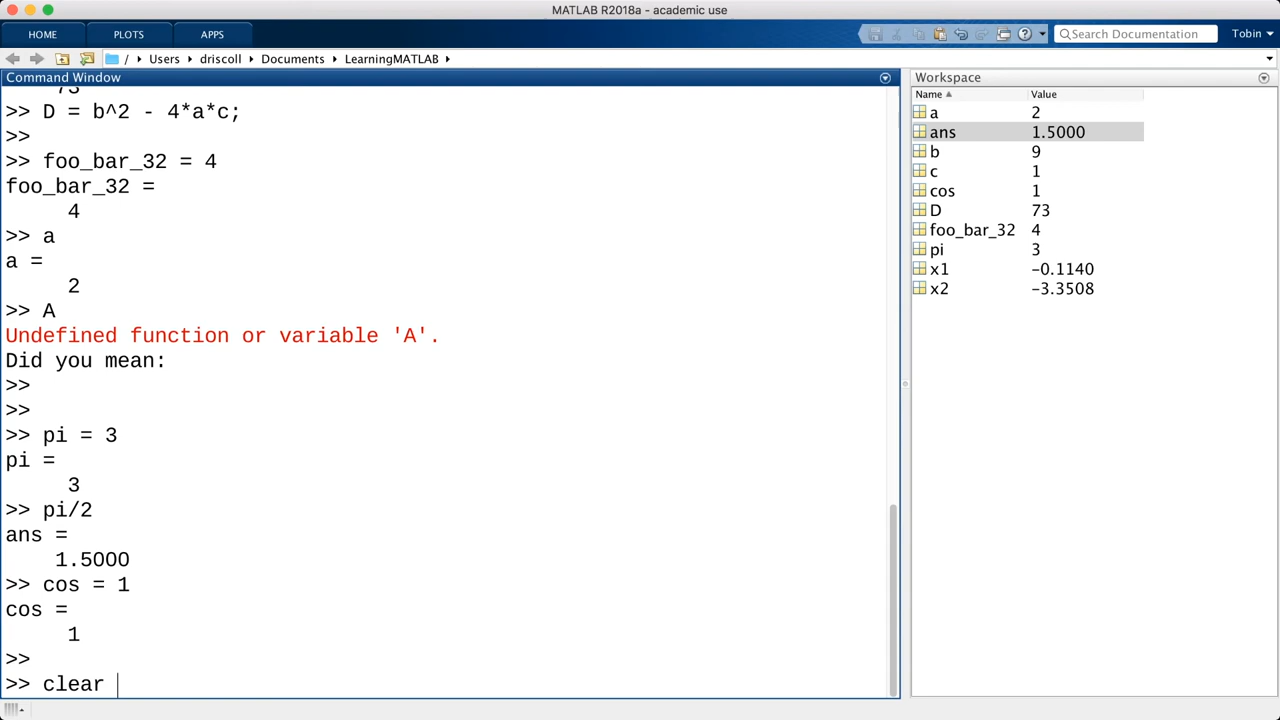 MATLAB R2018a - academic use
HOME PLOTS APPS Search Documentation Tobin
/ Users driscoll Documents LearningMATLAB
Command Window
73
>> D = b^2 - 4*a*c;
>>
>> foo_bar_32 = 4
foo_bar_32 =
4
>> a
a =
2
>> A
Undefined function or variable 'A'.
Did you mean:
>>
>>
>> pi = 3
pi =
3
>> pi/2
ans =
1.5000
>> cos = 1
cos =
1
>>
>> clear
Workspace
Name Value
a 2
ans 1.5000
b 9
c 1
cos 1
D 73
foo_bar_32 4
pi 3
x1 -0.1140
x2 -3.3508